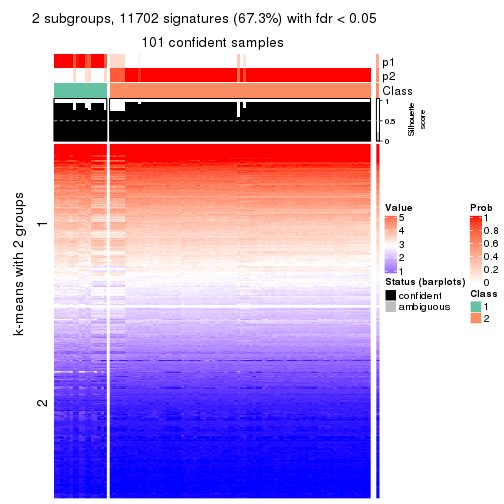 2 subgroups, 11702 signatures (67.3%) with fdr < 0.05
101 confident samples
p1
p2
Class
1
0.5
0
Silhouette
score
k-means with 2 groups
1
2
Value
5
4
3
2
1
Status (barplots)
confident
ambiguous
Prob
1
0.8
0.6
0.4
0.2
0
Class
1
2